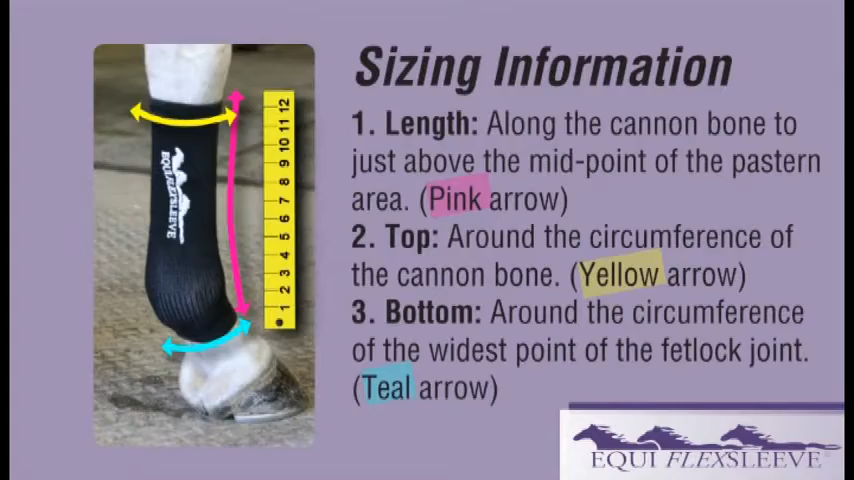 Sizing Information
1. Length: Along the cannon bone to
just above the mid-point of the pastern
area. (Pink arrow)
2. Top: Around the circumference of
the cannon bone. (Yellow arrow)
3. Bottom: Around the circumference
of the widest point of the fetlock joint.
(Teal arrow)
EQUIFLEXSLEEVE
12
11
10
9
8
7
6
5
4
3
2
1
EQUI FLEXSLEEVE